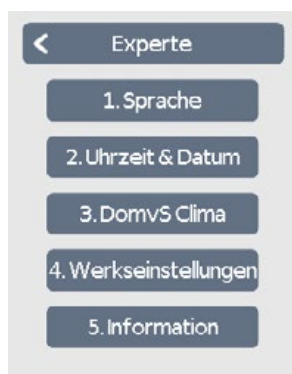 Experte
1. Sprache
2. Uhrzeit & Datum
3. DomvS Clima
4. Werkseinstellungen
5. Information